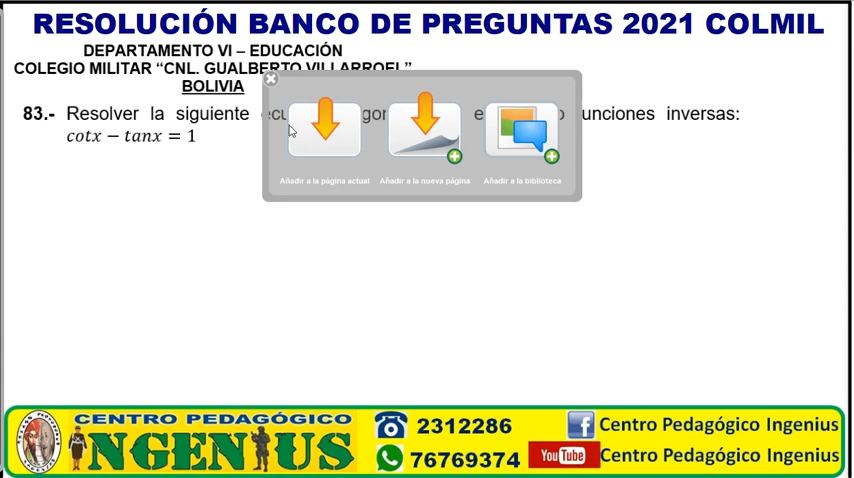 RESOLUCIÓN BANCO DE PREGUNTAS 2021 COLMIL
DEPARTAMENTO VI – EDUCACIÓN
COLEGIO MILITAR “CNL. GUALBERTO VILLARROEL”
BOLIVIA
83.- Resolver la siguiente inversas:
cotx − tanx = 1
Añadir a la página actual Añadir a la nueva página Añadir a la biblioteca
CENTRO PEDAGÓGICO
INGENIUS
2312286
76769374
Centro Pedagógico Ingenius
You Tube Centro Pedagógico Ingenius